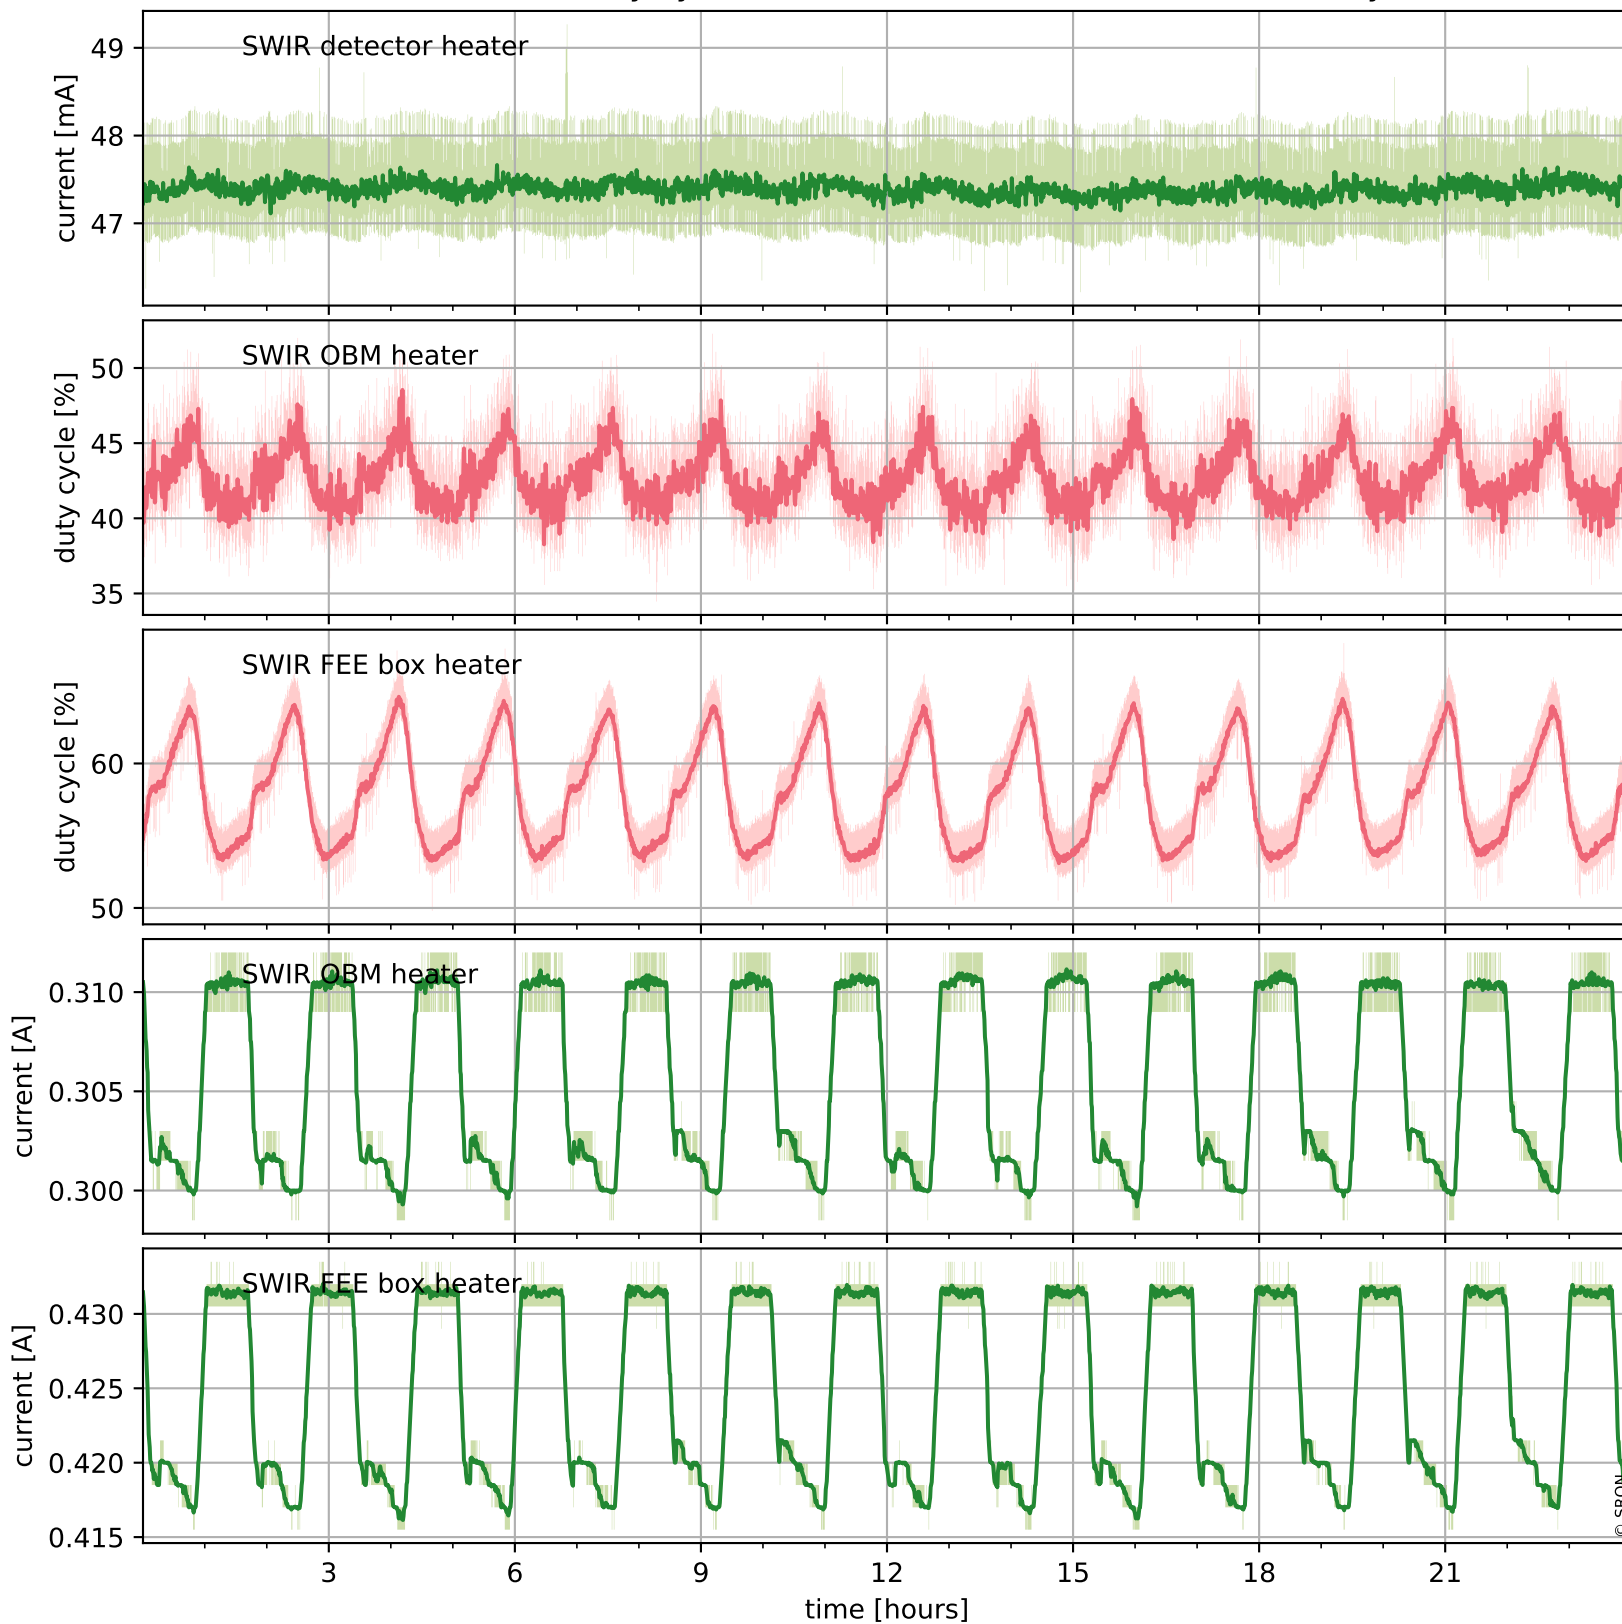 SWIR detector heater
current [mA]
49
48
47
SWIR OBM heater
duty cycle [%]
50
45
40
35
SWIR FEE box heater
duty cycle [%]
60
50
SWIR OBM heater
current [A]
0.310
0.305
0.300
SWIR FEE box heater
current [A]
0.430
0.425
0.420
0.415
3 6 9 12 15 18 21
time [hours]
© SRON